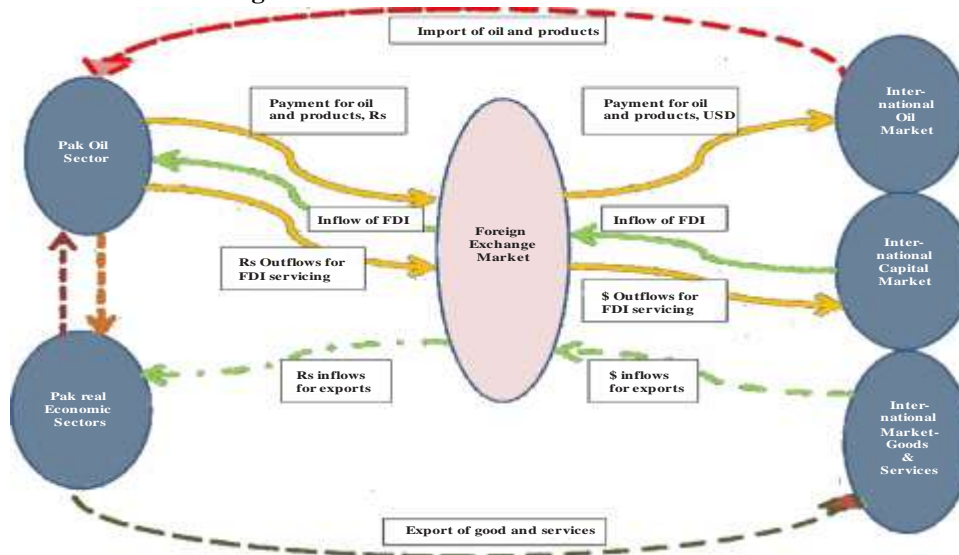 Import of oil and products
Inter-
national
Oil
Market
Pak Oil
Sector
Payment for oil
and products, Rs
Payment for oil
and products, USD
Inflow of FDI
Inflow of FDI
Foreign
Exchange
Market
Rs Outflows for
FDI servicing
Inter-
national
Capital
Market
$ Outflows for
FDI servicing
Rs inflows
for exports
$ inflows
for exports
Pak real
Economic
Sectors
Inter-
national
Market-
Goods
&
Services
Export of good and services